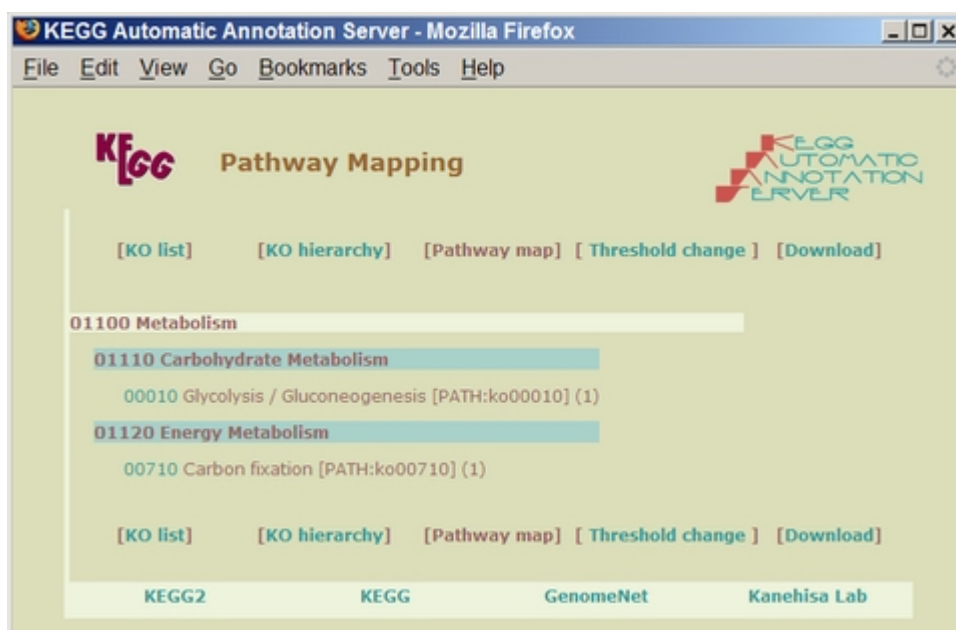 KEGG Automatic Annotation Server - Mozilla Firefox
File Edit View Go Bookmarks Tools Help
KEGG Pathway Mapping
KEGG
AUTOMATIC
ANNOTATION
SERVER
[KO list] [KO hierarchy] [Pathway map] [ Threshold change ] [Download]
01100 Metabolism
01110 Carbohydrate Metabolism
00010 Glycolysis / Gluconeogenesis [PATH:ko00010] (1)
01120 Energy Metabolism
00710 Carbon fixation [PATH:ko00710] (1)
[KO list] [KO hierarchy] [Pathway map] [ Threshold change ] [Download]
KEGG2 KEGG GenomeNet Kanehisa Lab